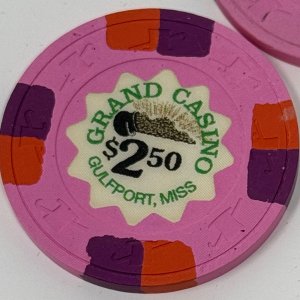 GRAND CASINO
$2.50
GULFPORT, MISS